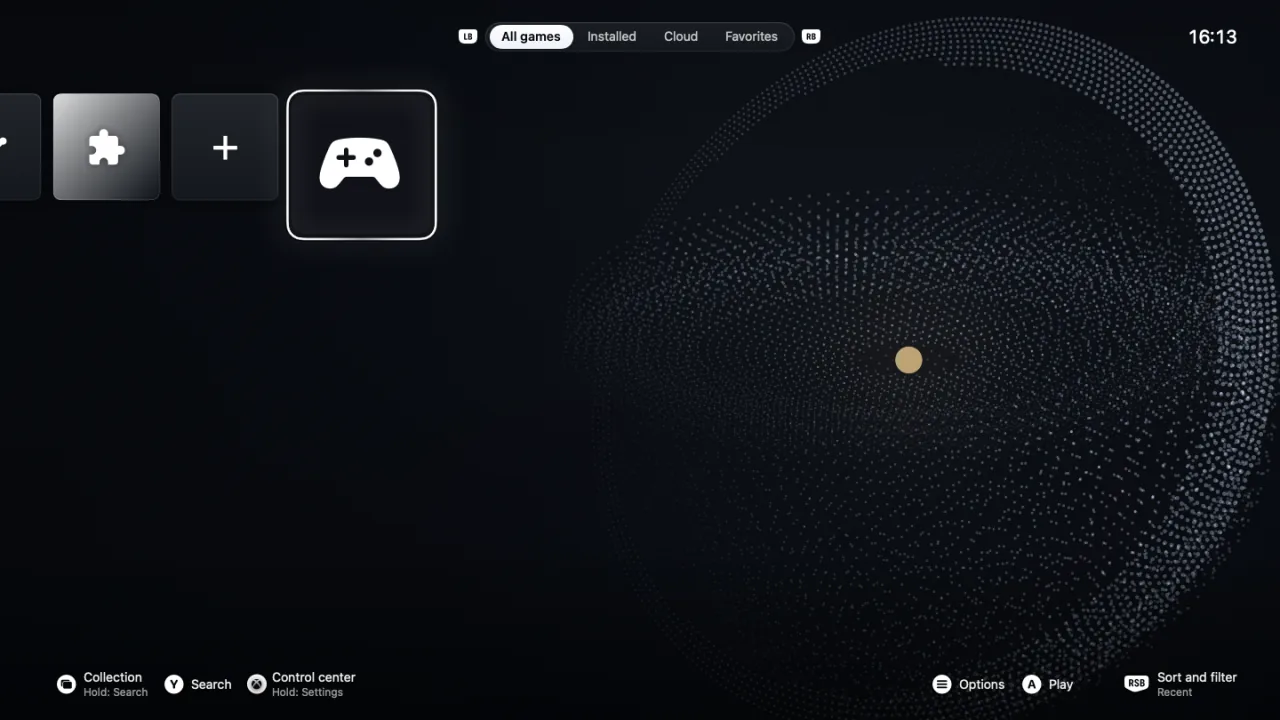 LB
All games
Installed
Cloud
Favorites
RB
16:13
Collection
Hold: Search
Y
Search
Control center
Hold: Settings
Options
A
Play
RSB
Sort and filter
Recent